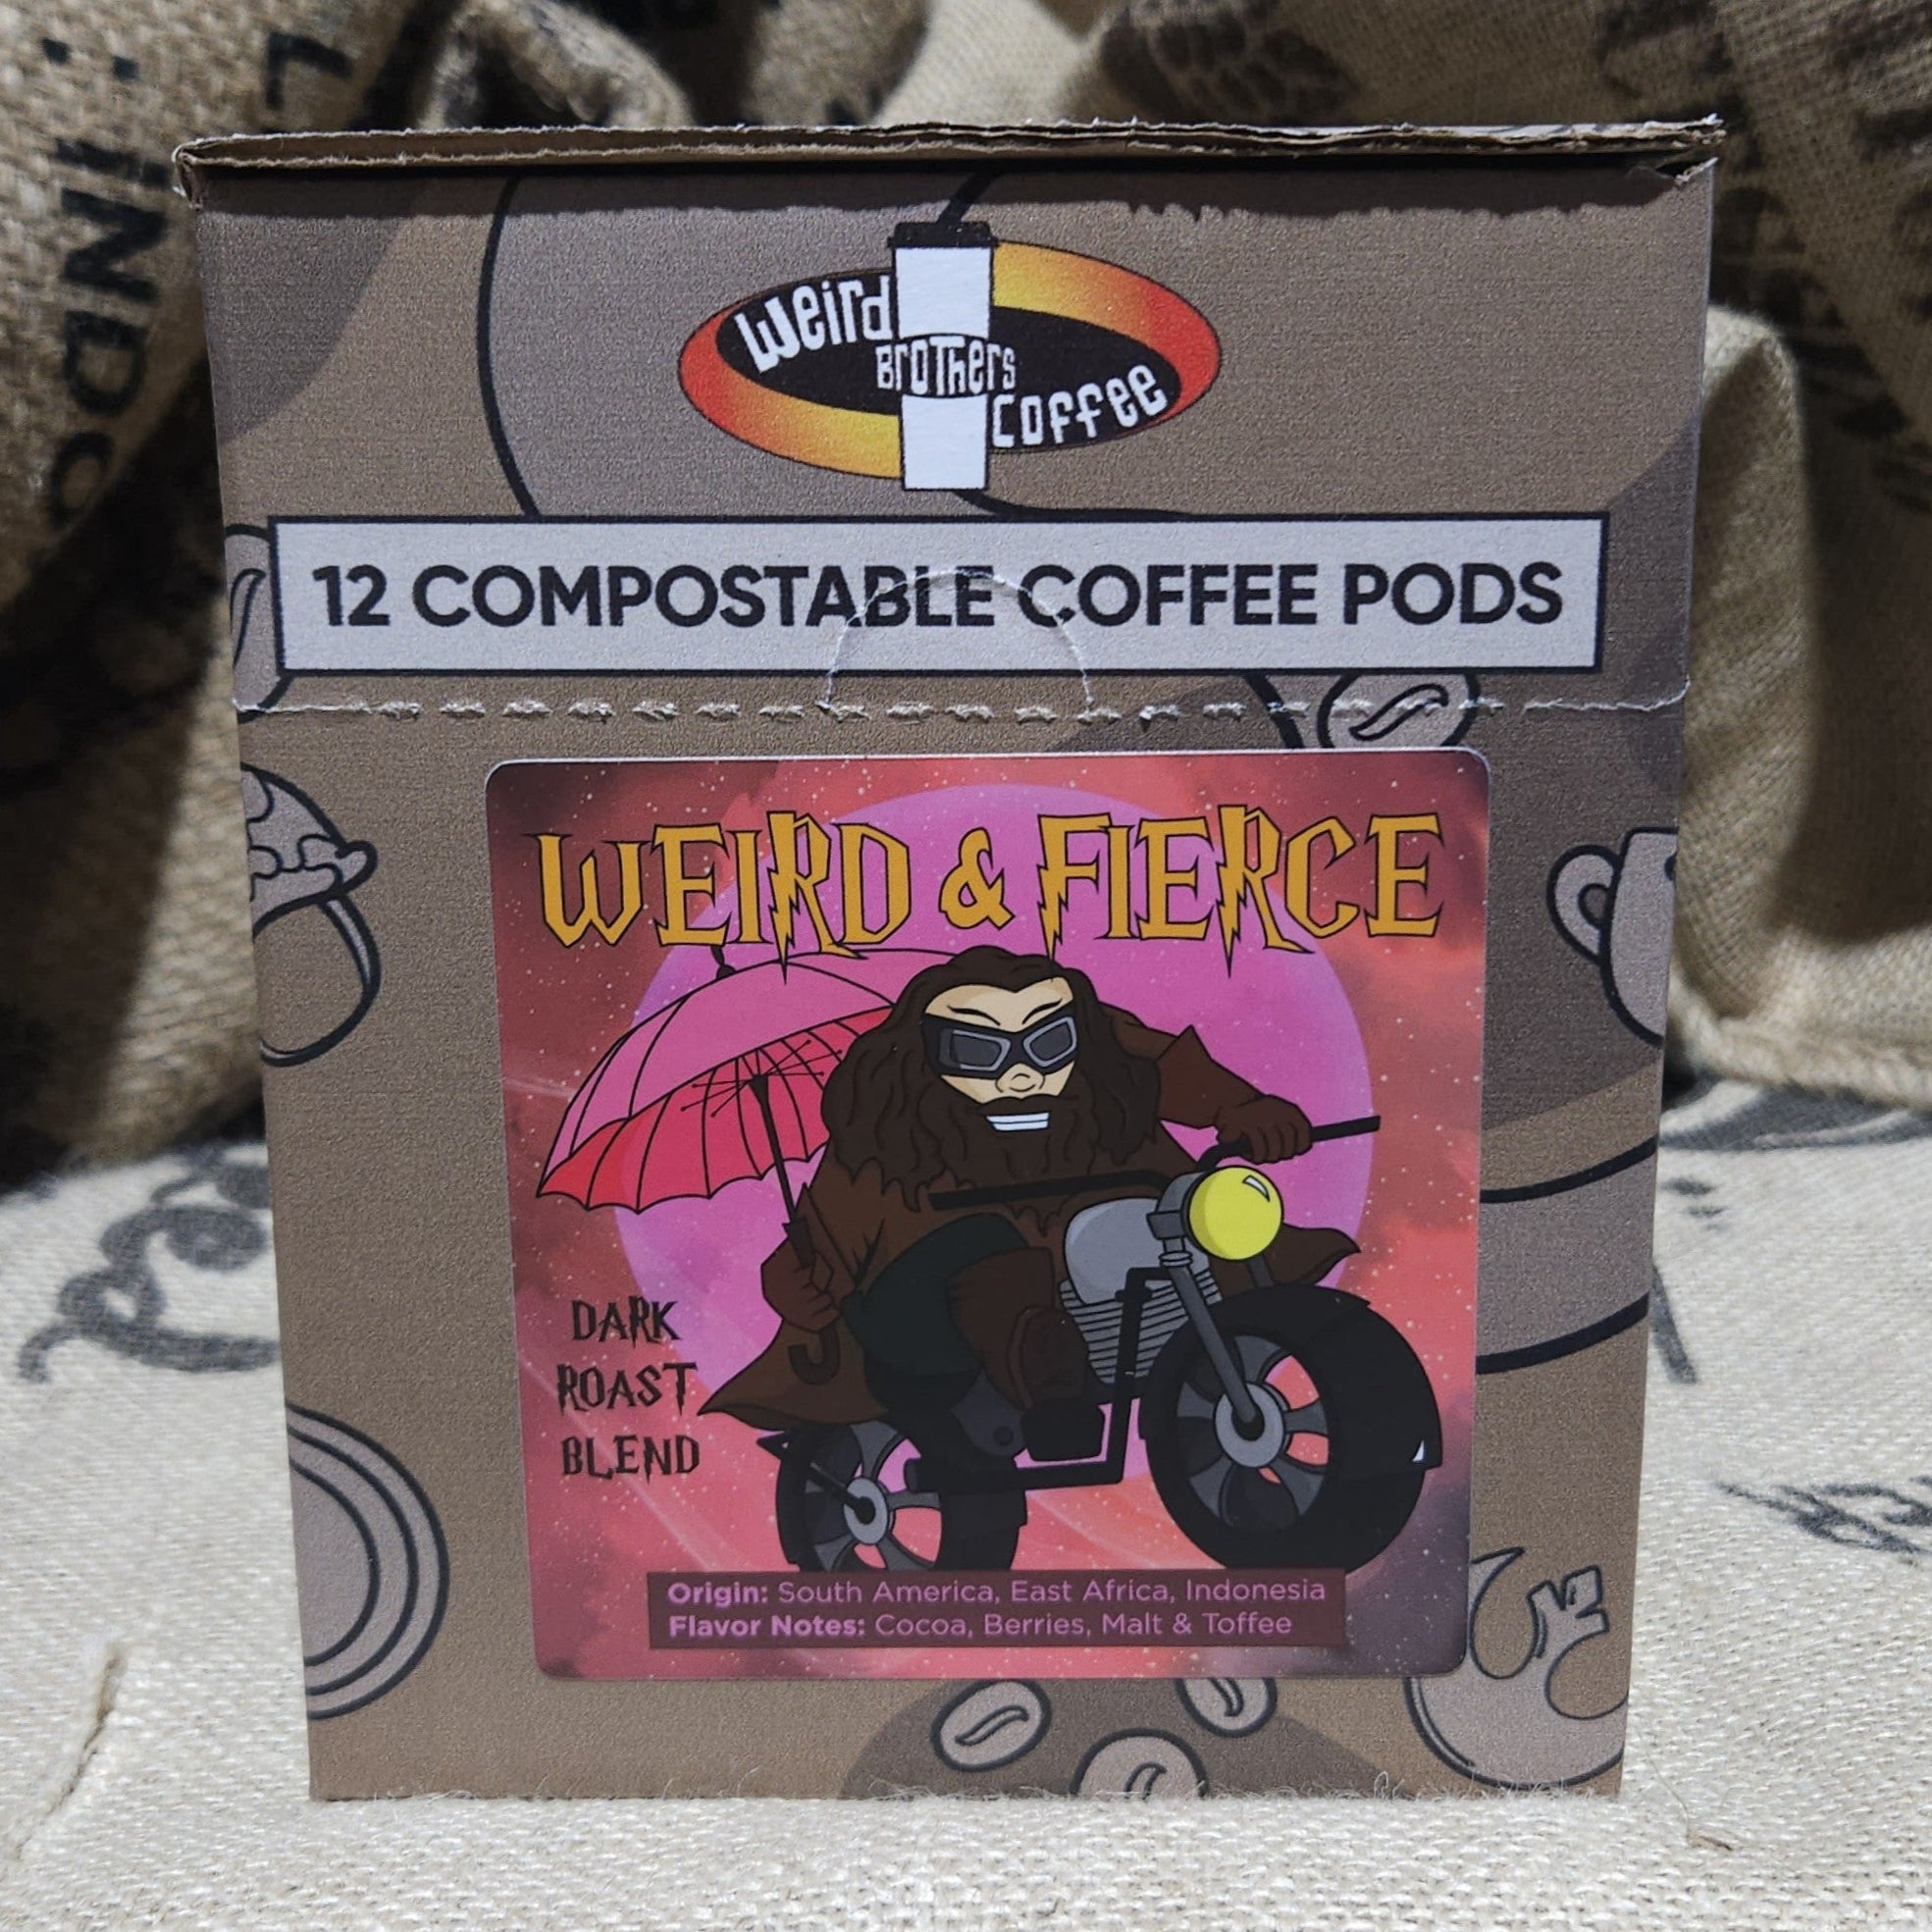 Weird
Brothers
Coffee
12 COMPOSTABLE COFFEE PODS
WEIRD & FIERCE
DARK
ROAST
BLEND
Origin: South America, East Africa, Indonesia
Flavor Notes: Cocoa, Berries, Malt & Toffee